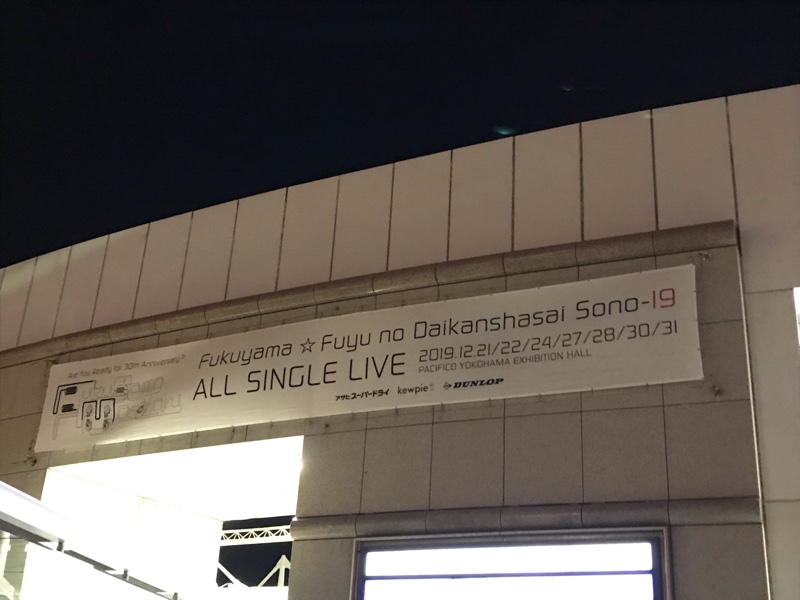 Are You Ready for 30th Anniversary?
Fukuyama ☆ Fuyu no Daikanshasai Sono-19
ALL SINGLE LIVE 2019.12.21/22/24/27/28/30/31
PACIFICO YOKOHAMA EXHIBITION HALL
アサヒスーパードライ kewpie DUNLOP